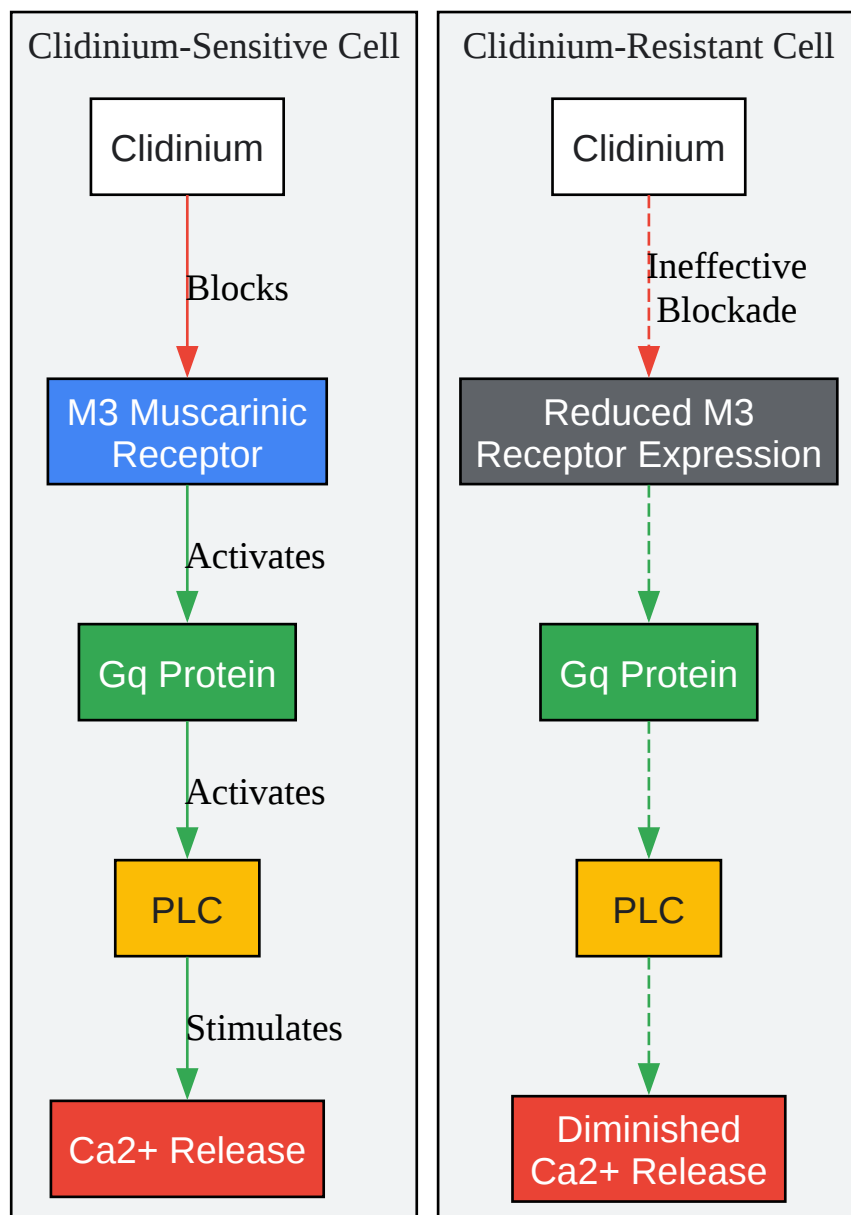 Clidinium-Sensitive Cell
Clidinium
Blocks
M3 Muscarinic
Receptor
Activates
Gq Protein
Activates
PLC
Stimulates
Ca2+ Release
Clidinium-Resistant Cell
Clidinium
Ineffective
Blockade
Reduced M3
Receptor Expression
Gq Protein
PLC
Diminished
Ca2+ Release